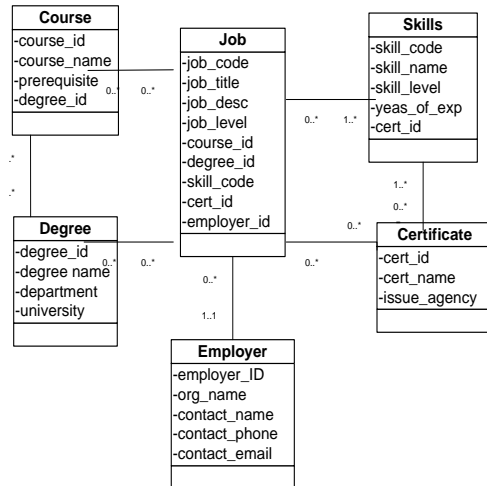 Course
-course_id
-course_name
-prerequisite
-degree_id
Job
-job_code
-job_title
-job_desc
-job_level
-course_id
-degree_id
-skill_code
-cert_id
-employer_id
Skills
-skill_code
-skill_name
-skill_level
-yeas_of_exp
-cert_id
0..*
0..*
0..*
1..*
.*
.*
1..*
0..*
Degree
-degree_id
-degree name
-department
-university
0..*
0..*
0..*
0..*
Certificate
-cert_id
-cert_name
-issue_agency
0..*
1..1
Employer
-employer_ID
-org_name
-contact_name
-contact_phone
-contact_email